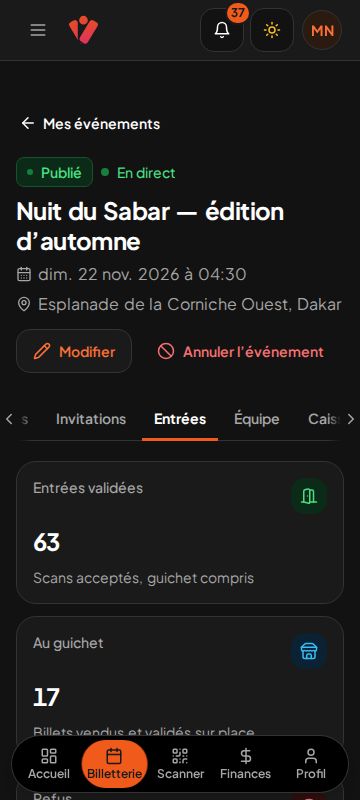 37
MN
Mes événements
Publié
En direct
Nuit du Sabar — édition
d’automne
dim. 22 nov. 2026 à 04:30
Esplanade de la Corniche Ouest, Dakar
Modifier
Annuler l’événement
s
Invitations
Entrées
Équipe
Cais
Entrées validées
63
Scans acceptés, guichet compris
Au guichet
17
Billets vendus et validés sur place
Accueil
Billetterie
Scanner
Finances
Profil
Refus